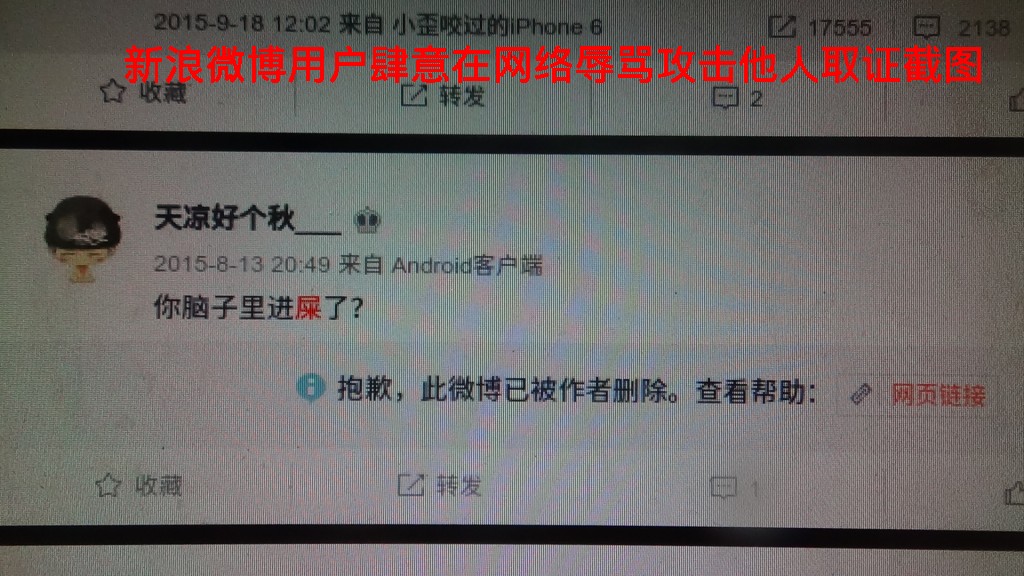 2015-9-18 12:02 来自 小歪咬过的iPhone 6 17555 2138
新浪微博用户肆意在网络辱骂攻击他人取证截图
收藏 转发 2
天凉好个秋___
2015-8-13 20:49 来自 Android客户端
你脑子里进屎了?
抱歉，此微博已被作者删除。查看帮助： 网页链接
收藏 转发 1